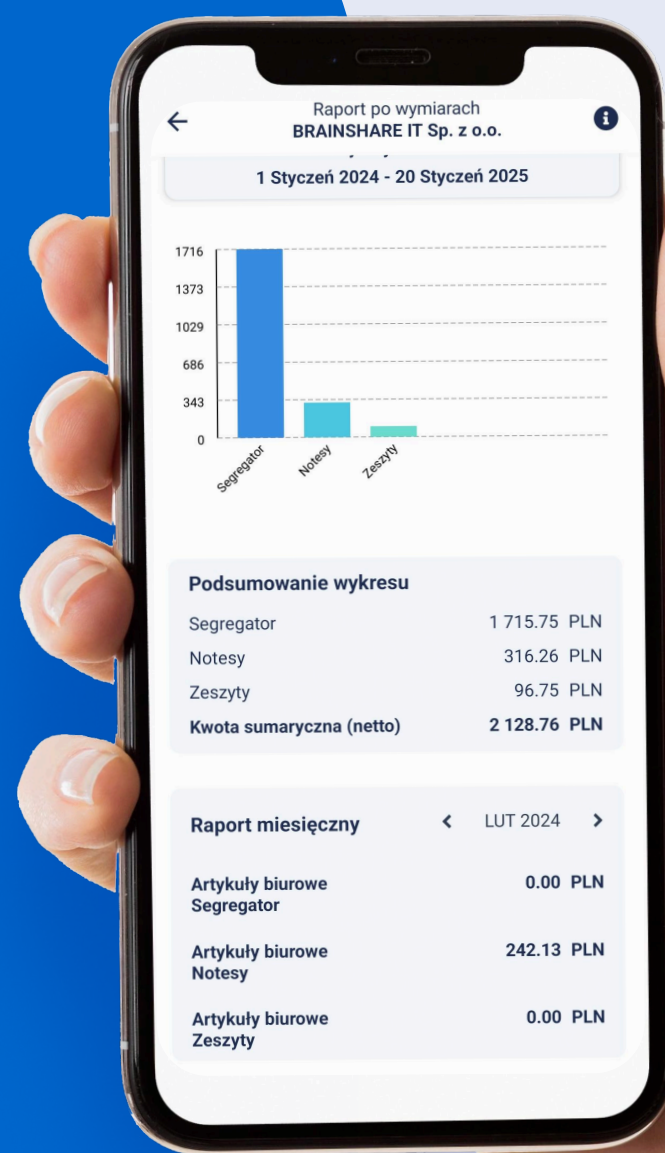 Raport po wymiarach
BRAINSHARE IT Sp. z o.o.
1 Styczeń 2024 - 20 Styczeń 2025
1716
1373
1029
686
343
0
Segregator
Notesy
Zeszyty
Podsumowanie wykresu
Segregator 1 715.75 PLN
Notesy 316.26 PLN
Zeszyty 96.75 PLN
Kwota sumaryczna (netto) 2 128.76 PLN
Raport miesięczny < LUT 2024 >
Artykuły biurowe 0.00 PLN
Segregator
Artykuły biurowe 242.13 PLN
Notesy
Artykuły biurowe 0.00 PLN
Zeszyty